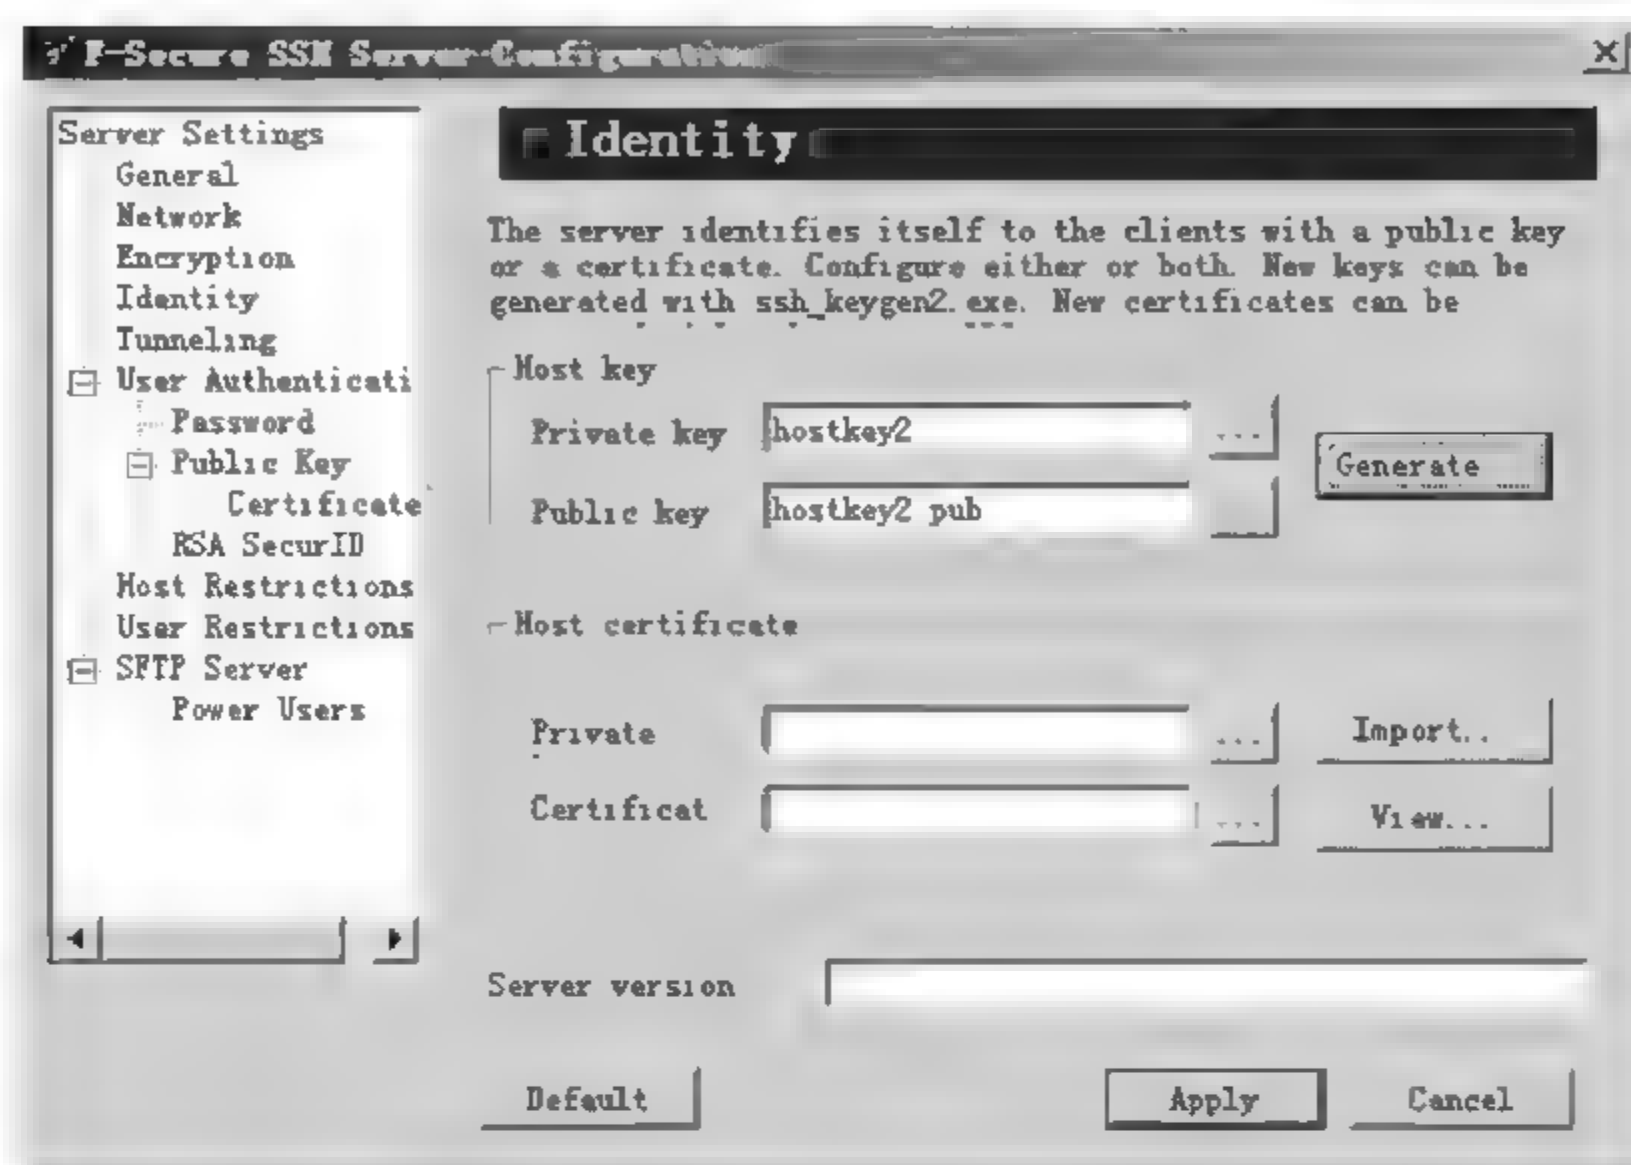 F-Secure SSH Server Configuration
Server Settings
General
Network
Encryption
Identity
Tunneling
User Authenticati
Password
Public Key
Certificate
RSA SecurID
Host Restrictions
User Restrictions
SFTP Server
Power Users
Identity
The server identifies itself to the clients with a public key
or a certificate. Configure either or both. New keys can be
generated with ssh_keygen2.exe. New certificates can be
Host key
Private key
hostkey2
...
Generate
Public key
hostkey2 pub
...
Host certificate
Private
...
Import..
Certificat
...
View...
Server version
Default
Apply
Cancel